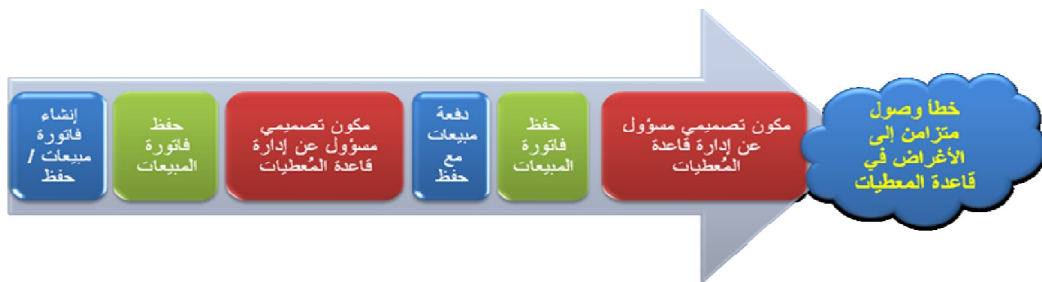 إنشاء
فاتورة
مبيعات /
حفظ
حفظ
فاتورة
المبيعات
مكون تصميمي
مسؤول عن إدارة
قاعدة المُعطيات
دفعة
مبيعات
مع
حفظ
حفظ
فاتورة
المبيعات
مكون تصميمي مسؤول
عن إدارة قاعدة
المُعطيات
خطأ وصول
متزامن إلى
الأغراض في
قاعدة المعطيات